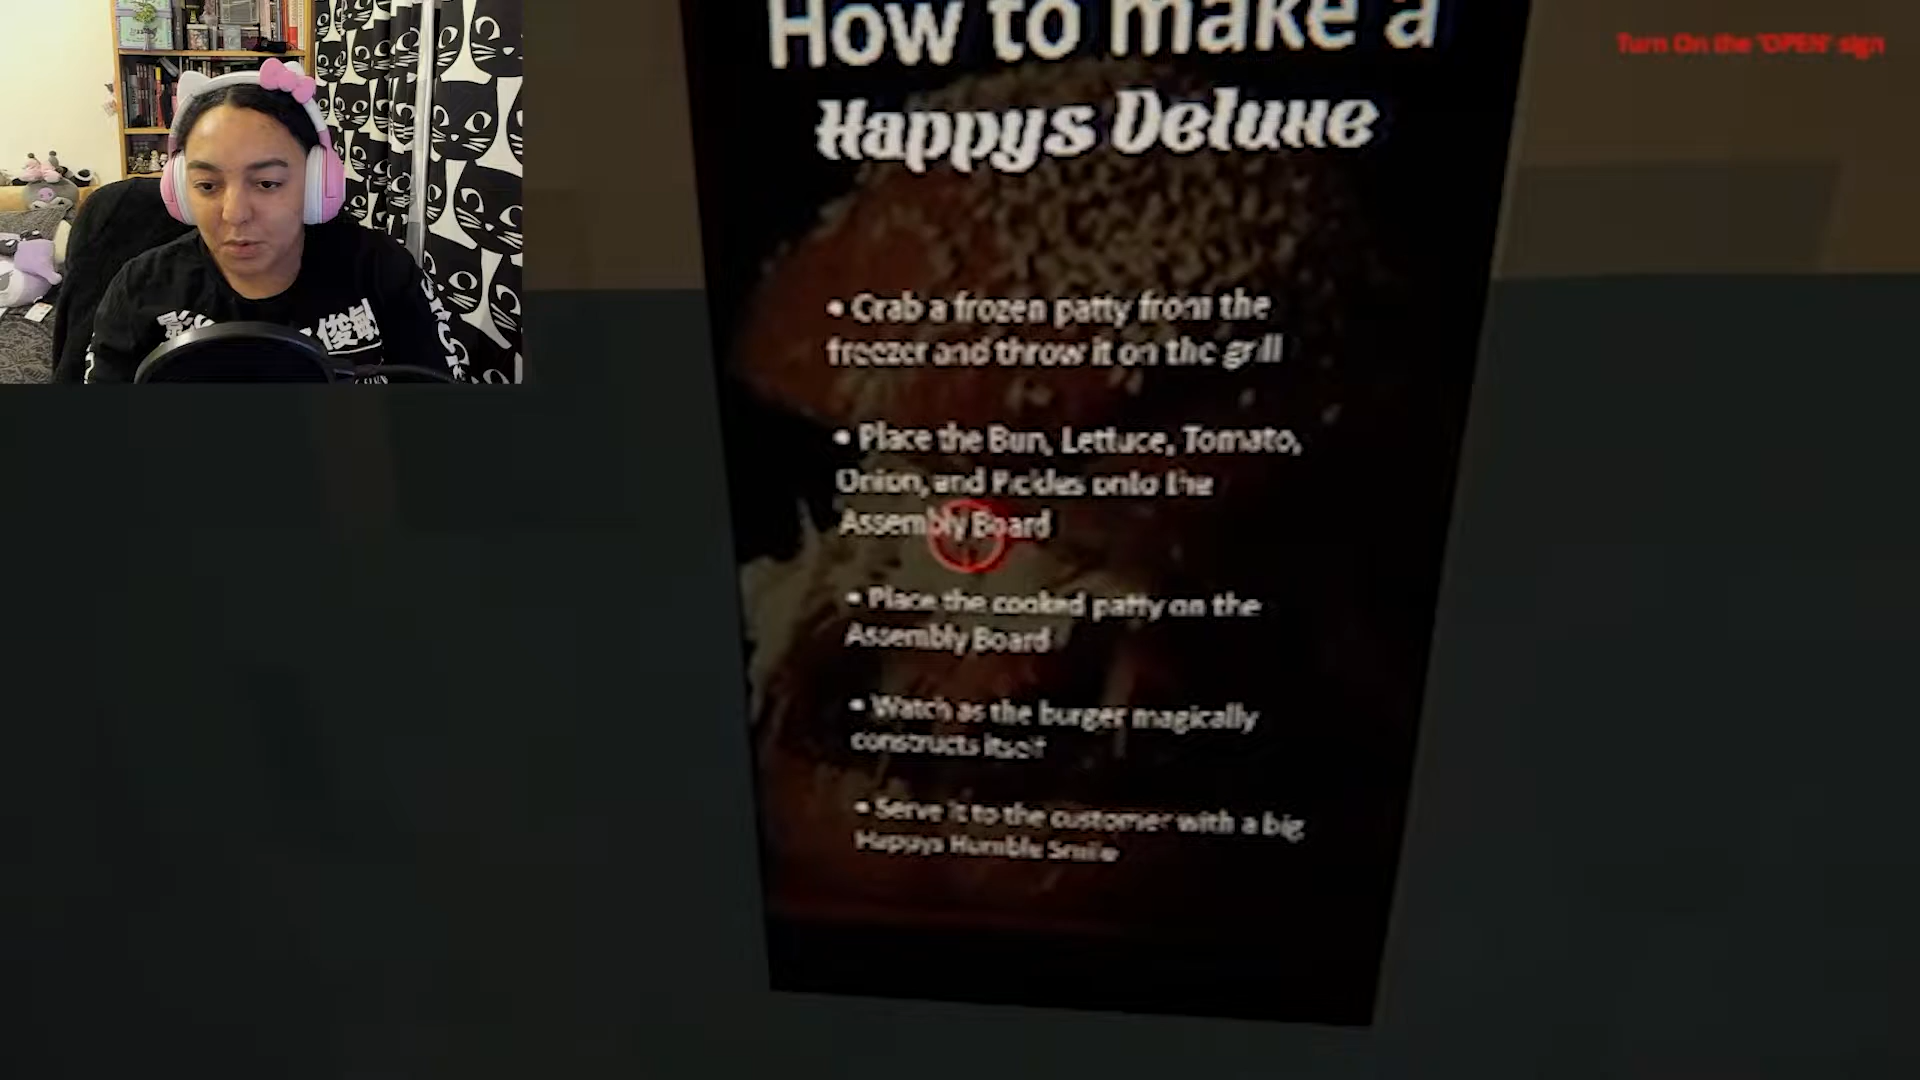 How to make a
Happys Deluxe
Turn On the "OPEN" sign
• Grab a frozen patty from the
freezer and throw it on the grill
• Place the Bun, Lettuce, Tomato,
Onion, and Pickles onto the
Assembly Board
• Place the cooked patty on the
Assembly Board
• Watch as the burger magically
constructs itself
• Serve it to the customer with a big
Happys Humble Smile